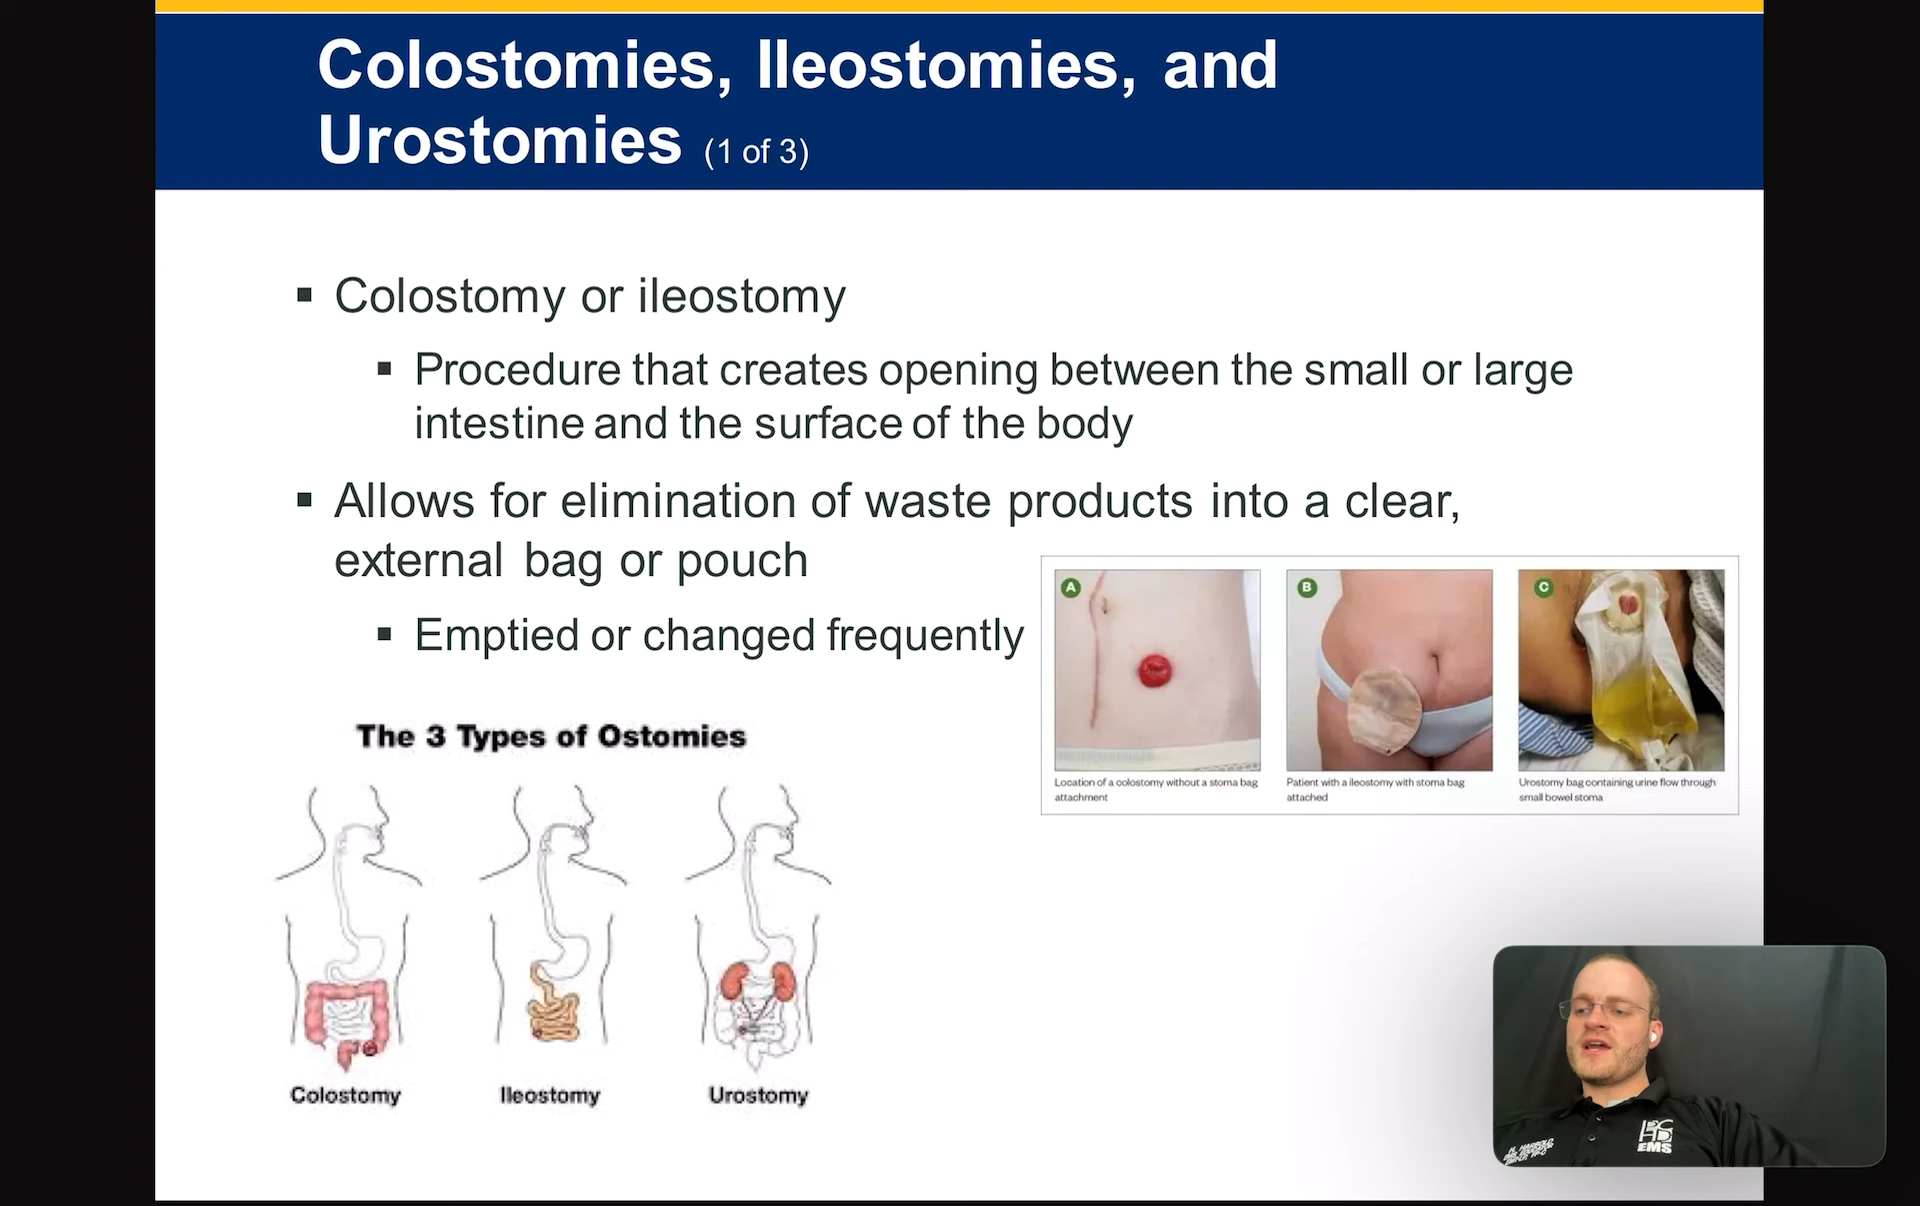 Colostomies, Ileostomies, and
Urostomies (1 of 3)
▪ Colostomy or ileostomy
▪ Procedure that creates opening between the small or large
intestine and the surface of the body
▪ Allows for elimination of waste products into a clear,
external bag or pouch
▪ Emptied or changed frequently
A
B
C
Location of a colostomy without a stoma bag
attachment
Patient with a ileostomy with stoma bag
attached
Urostomy bag containing urine flow through
small bowel stoma
The 3 Types of Ostomies
Colostomy
Ileostomy
Urostomy
EMS